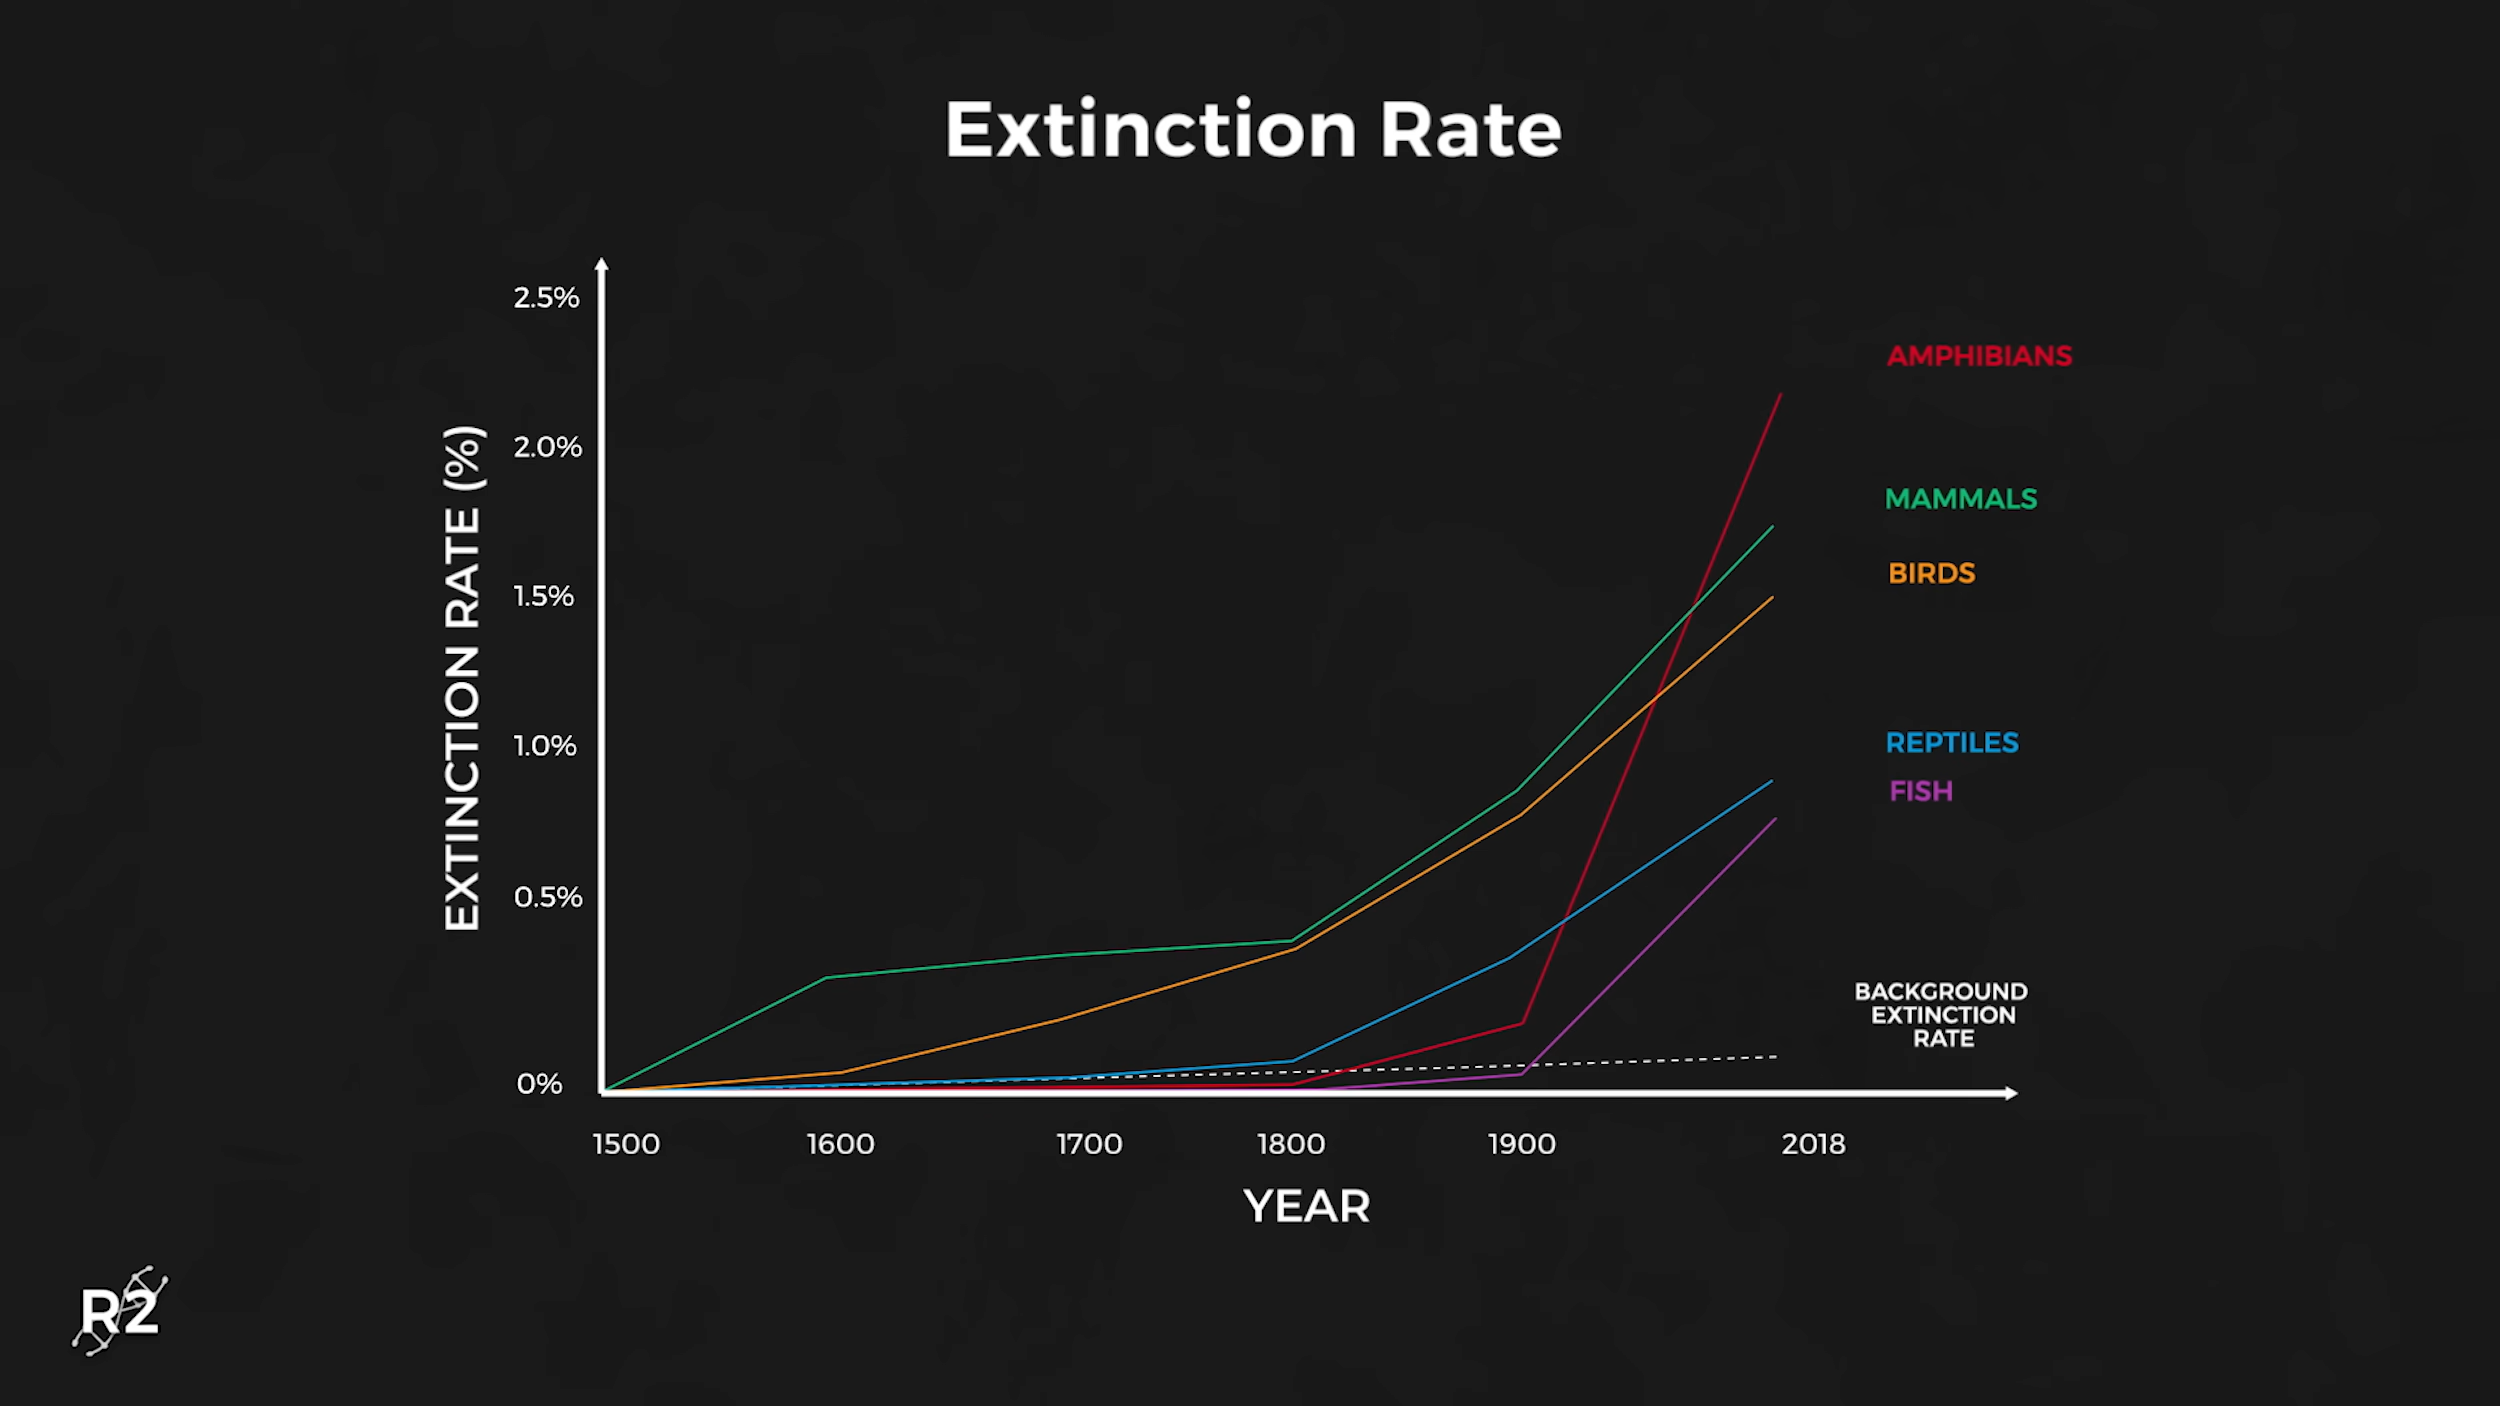 Extinction Rate
2.5%
2.0%
1.5%
1.0%
0.5%
0%
EXTINCTION RATE (%)
AMPHIBIANS
MAMMALS
BIRDS
REPTILES
FISH
BACKGROUND
EXTINCTION
RATE
1500 1600 1700 1800 1900 2018
YEAR
R2